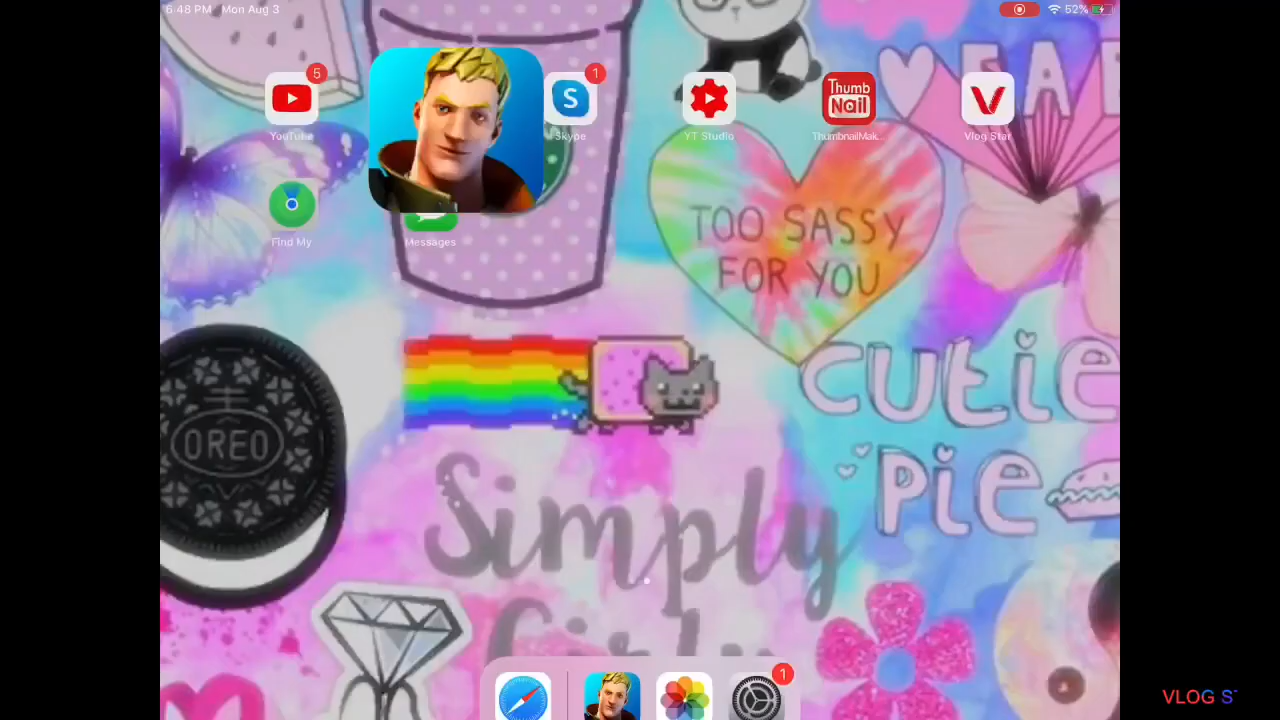 6:48 PM Mon Aug 3
52%
5
1
YouTube
Skype
YT Studio
Thumb
Nail
ThumbnailMak...
Vlog Star
Find My
Messages
TOO SASSY
FOR YOU
OREO
CUTIE
PIE
Simply
Girly
1
VLOG S